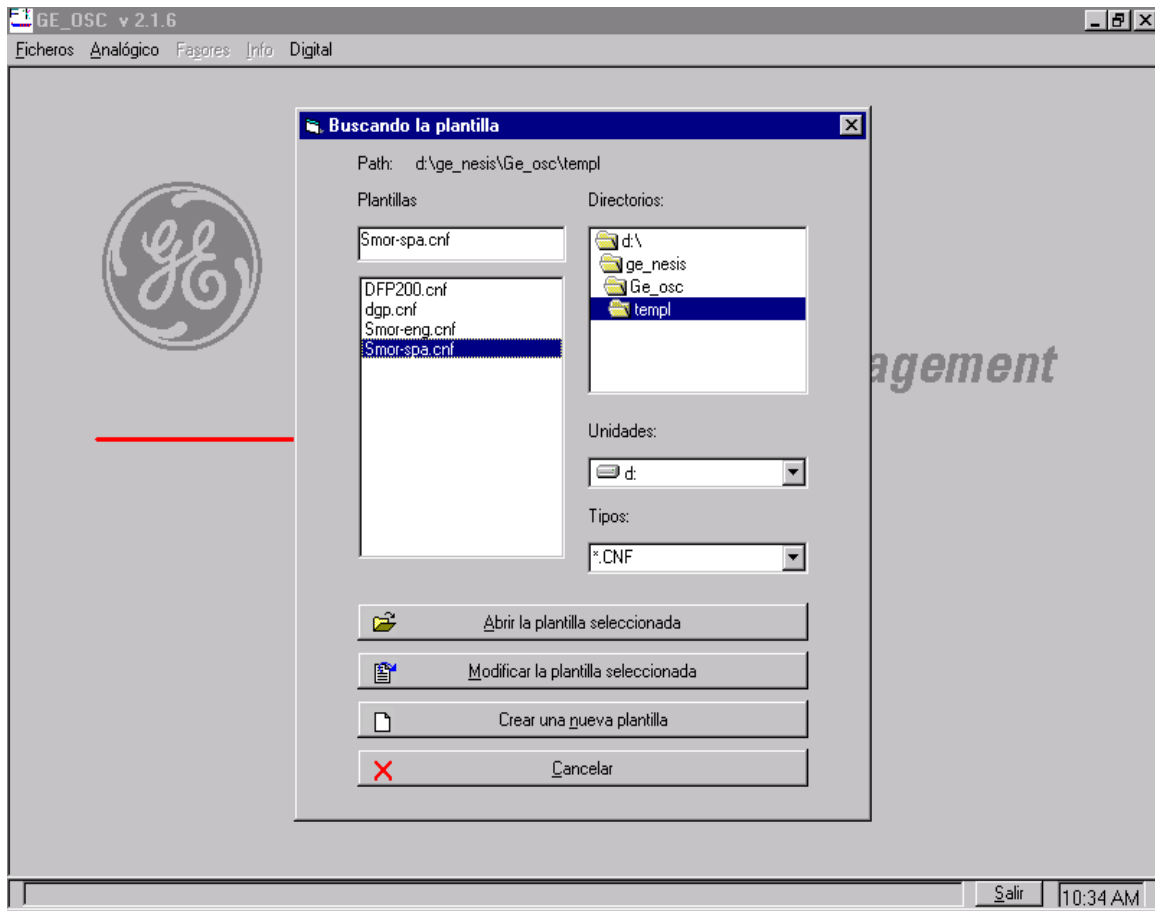 GE_OSC v 2.1.6
Ficheros Analógico Fasores Info Digital
Buscando la plantilla
Path: d:\ge_nesis\Ge_osc\templ
Plantillas
Smor-spa.cnf
DFP200.cnf
dgp.cnf
Smor-eng.cnf
Smor-spa.cnf
Directorios:
d:\
ge_nesis
Ge_osc
templ
Unidades:
d:
Tipos:
*.CNF
Abrir la plantilla seleccionada
Modificar la plantilla seleccionada
Crear una nueva plantilla
Cancelar
GE
agement
Salir 10:34 AM